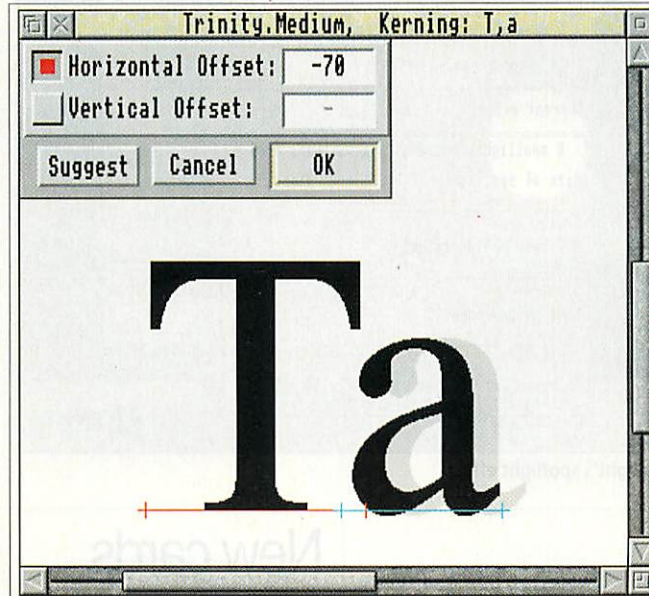 Trinity.Medium, Kerning: T,a
Horizontal Offset: -70
Vertical Offset: -
Suggest Cancel OK
Ta
New cards